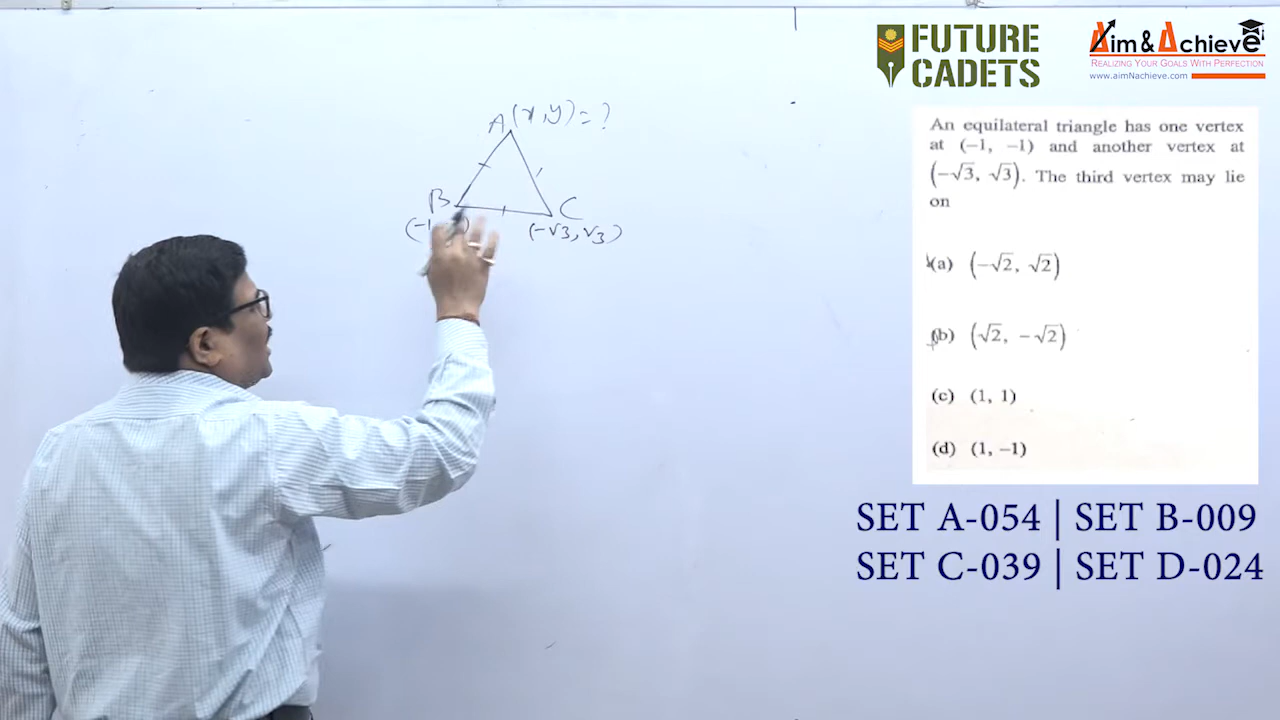 FUTURE
CADETS
Aim & Achieve
REALIZING YOUR GOALS WITH PERFECTION
www.aimNachieve.com
A (x, y) = ?
B
C
(-√3, √3)
An equilateral triangle has one vertex
at (−1, −1) and another vertex at
(−√3, √3). The third vertex may lie
on
(a) (−√2, √2)
(b) (√2, −√2)
(c) (1, 1)
(d) (1, −1)
SET A-054 | SET B-009
SET C-039 | SET D-024